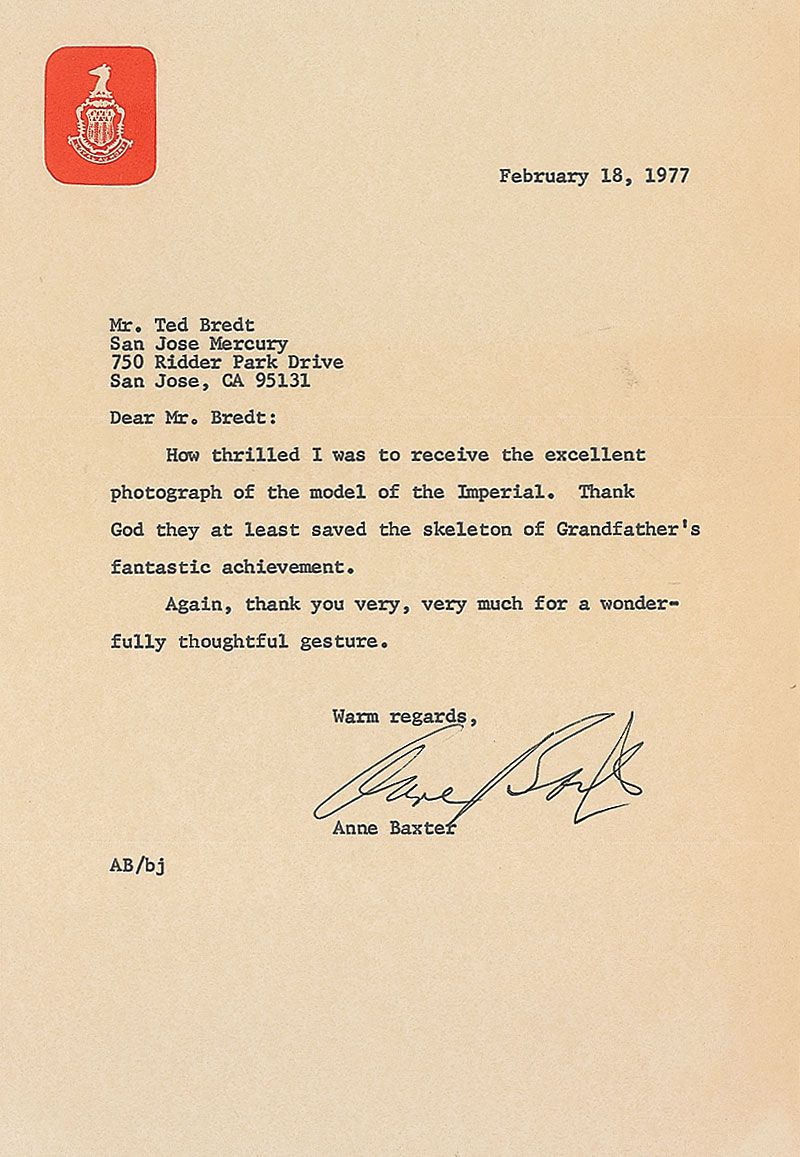 February 18, 1977
Mr. Ted Bredt
San Jose Mercury
750 Ridder Park Drive
San Jose, CA 95131
Dear Mr. Bredt:
How thrilled I was to receive the excellent
photograph of the model of the Imperial. Thank
God they at least saved the skeleton of Grandfather's
fantastic achievement.
Again, thank you very, very much for a wonder-
fully thoughtful gesture.
Warm regards,
Anne Baxter
Anne Baxter
AB/bj